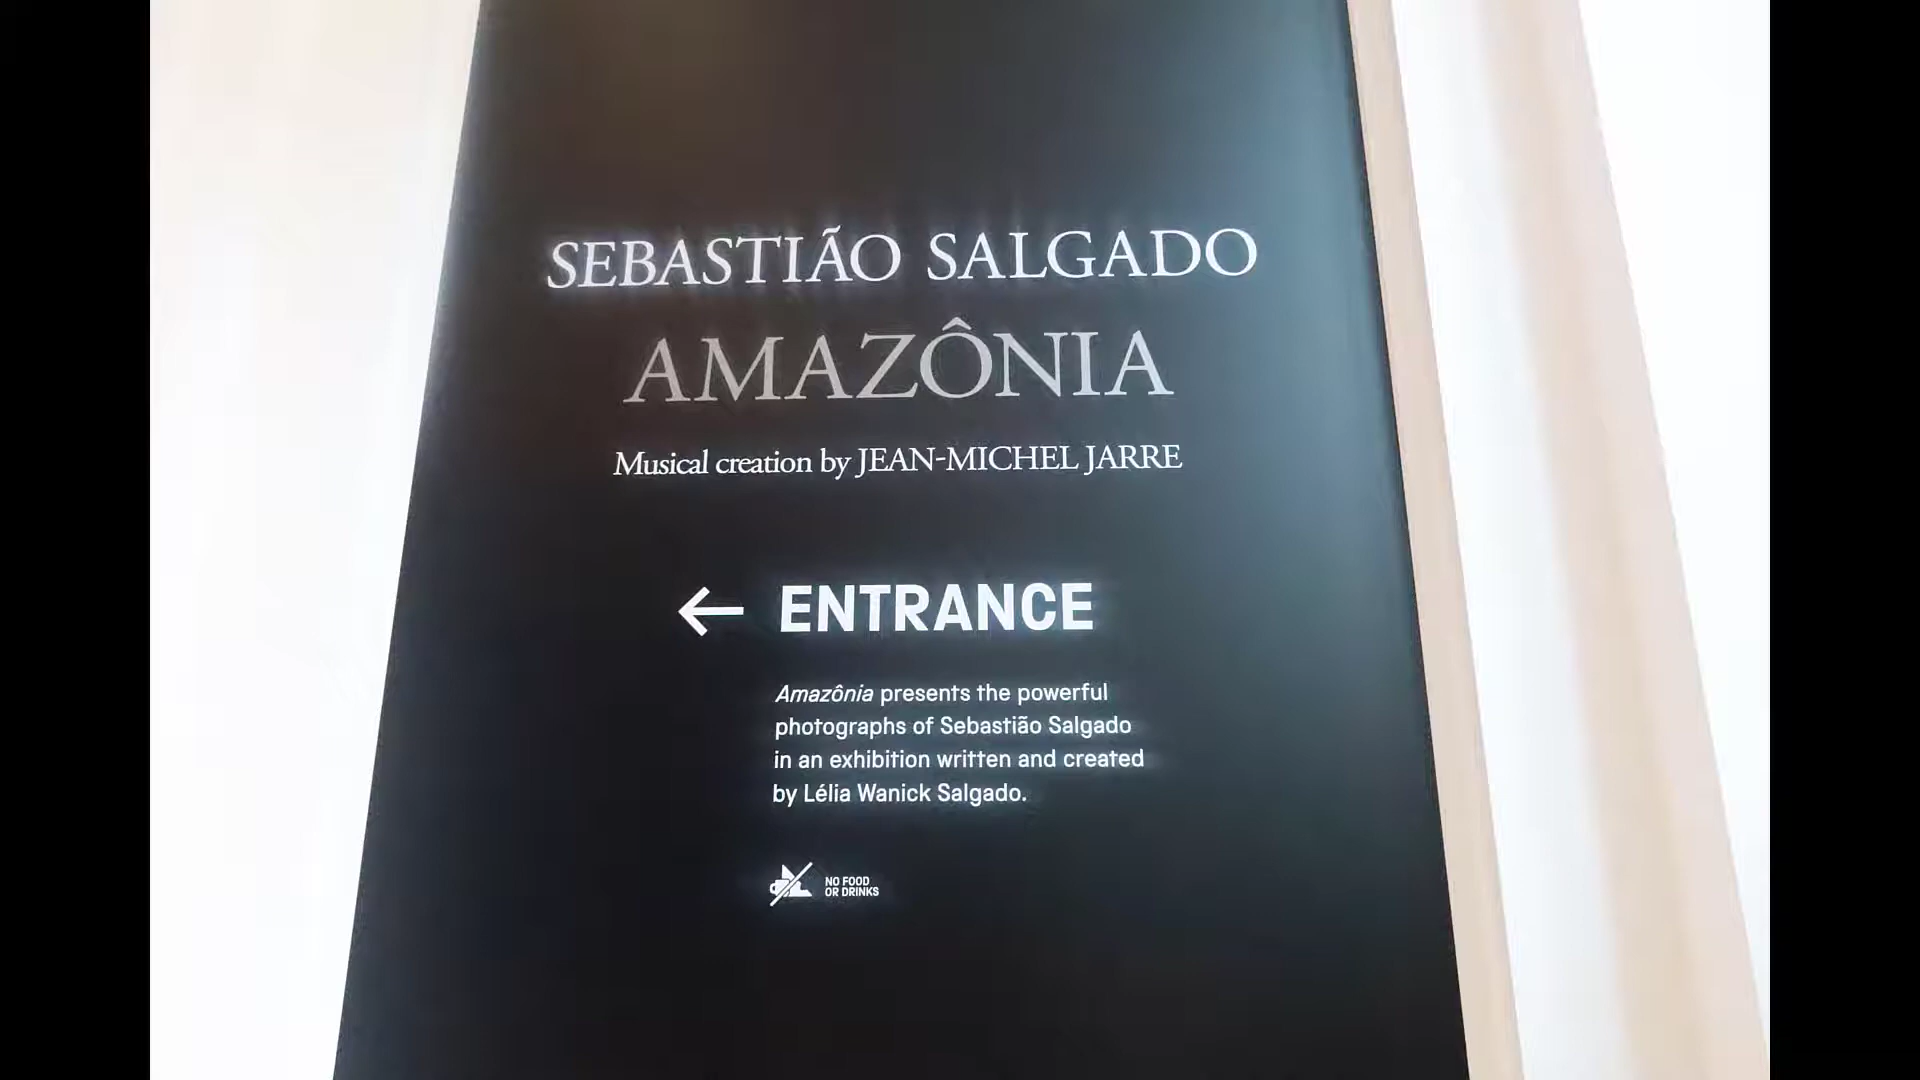 SEBASTIÃO SALGADO
AMAZÔNIA
Musical creation by JEAN-MICHEL JARRE
← ENTRANCE
Amazônia presents the powerful
photographs of Sebastião Salgado
in an exhibition written and created
by Lélia Wanick Salgado.
NO FOOD
OR DRINKS